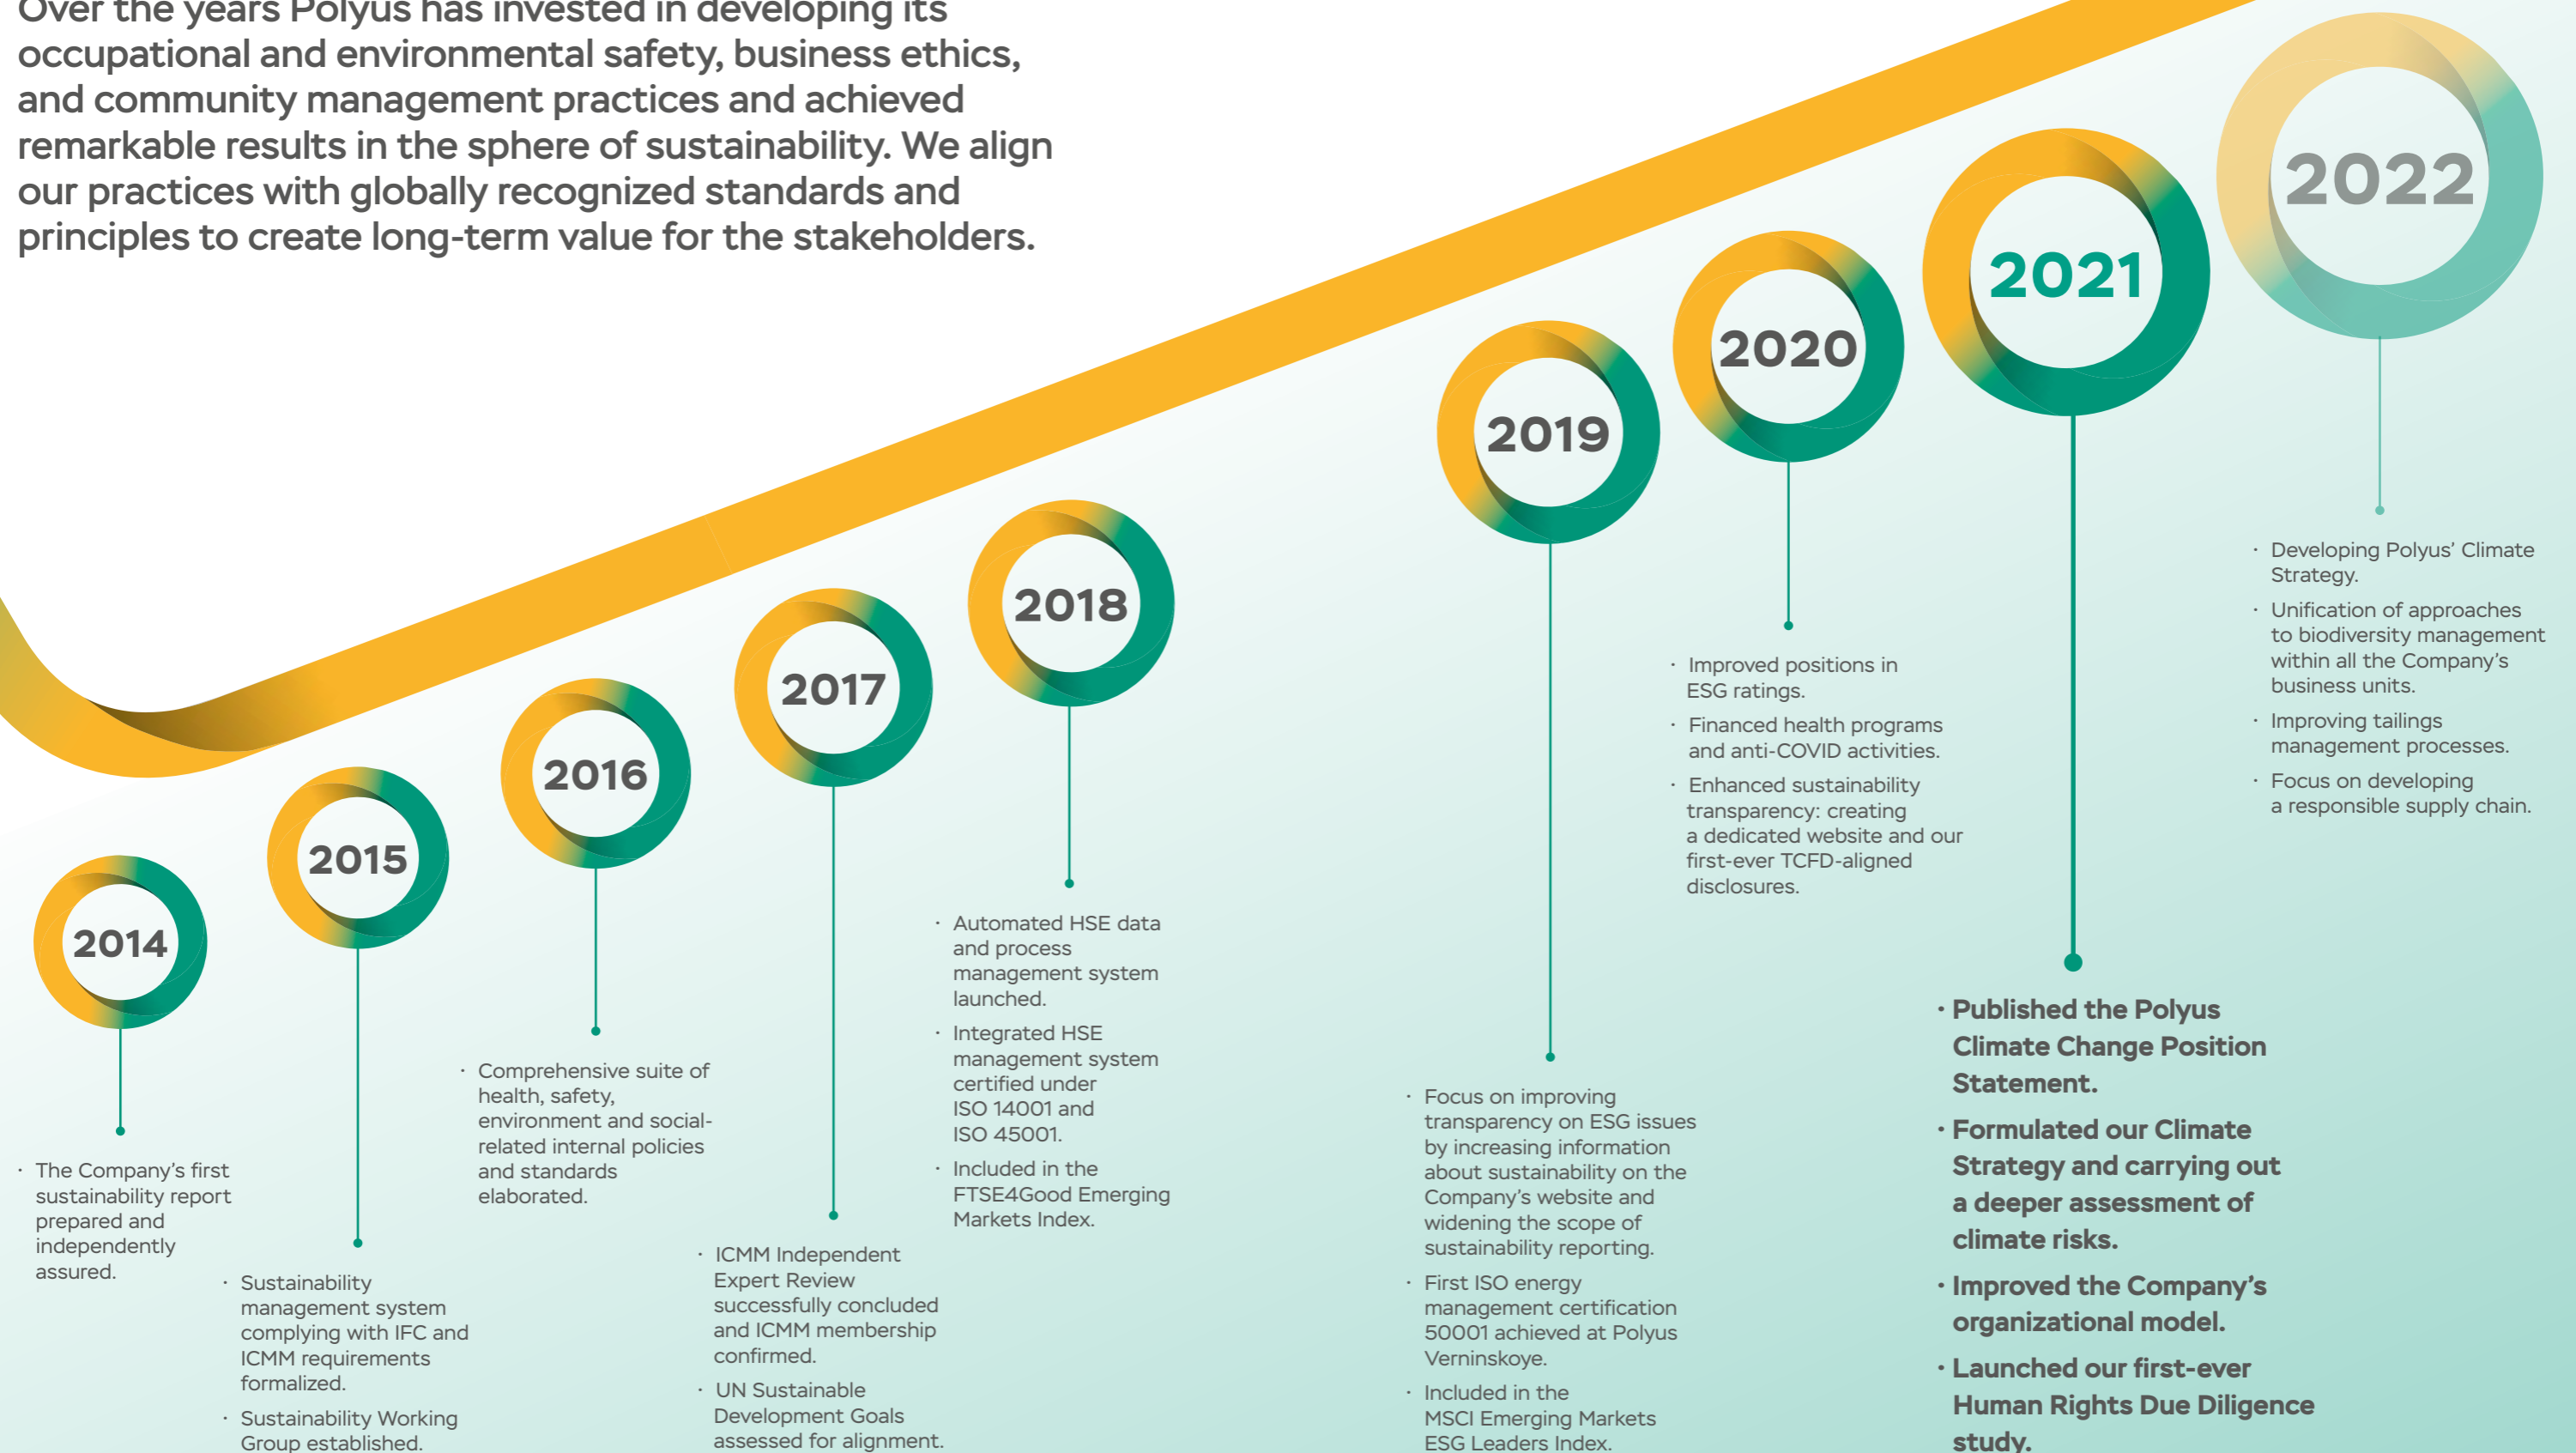 Over the years Polyus has invested in developing its
occupational and environmental safety, business ethics,
and community management practices and achieved
remarkable results in the sphere of sustainability. We align
our practices with globally recognized standards and
principles to create long-term value for the stakeholders.
2014
· The Company's first
sustainability report
prepared and
independently
assured.
2015
· Sustainability
management system
complying with IFC and
ICMM requirements
formalized.
· Sustainability Working
Group established.
2016
· Comprehensive suite of
health, safety,
environment and social-
related internal policies
and standards
elaborated.
2017
· ICMM Independent
Expert Review
successfully concluded
and ICMM membership
confirmed.
· UN Sustainable
Development Goals
assessed for alignment.
2018
· Automated HSE data
and process
management system
launched.
· Integrated HSE
management system
certified under
ISO 14001 and
ISO 45001.
· Included in the
FTSE4Good Emerging
Markets Index.
2019
· Focus on improving
transparency on ESG issues
by increasing information
about sustainability on the
Company's website and
widening the scope of
sustainability reporting.
· First ISO energy
management certification
50001 achieved at Polyus
Verninskoye.
· Included in the
MSCI Emerging Markets
ESG Leaders Index.
2020
· Improved positions in
ESG ratings.
· Financed health programs
and anti-COVID activities.
· Enhanced sustainability
transparency: creating
a dedicated website and our
first-ever TCFD-aligned
disclosures.
2021
· Published the Polyus
Climate Change Position
Statement.
· Formulated our Climate
Strategy and carrying out
a deeper assessment of
climate risks.
· Improved the Company's
organizational model.
· Launched our first-ever
Human Rights Due Diligence
study.
2022
· Developing Polyus' Climate
Strategy.
· Unification of approaches
to biodiversity management
within all the Company's
business units.
· Improving tailings
management processes.
· Focus on developing
a responsible supply chain.